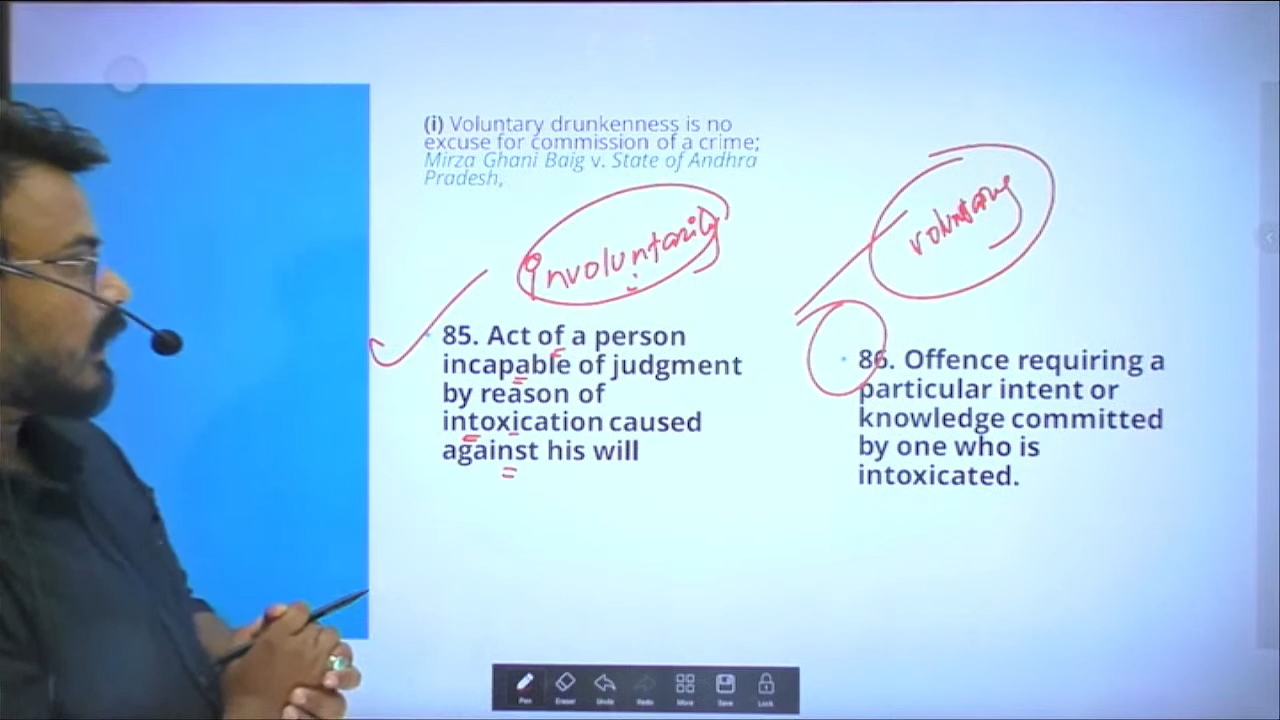 (i) Voluntary drunkenness is no
excuse for commission of a crime;
Mirza Ghani Baig v. State of Andhra
Pradesh,
involuntarily
voluntary
85. Act of a person
incapable of judgment
by reason of
intoxication caused
against his will
86. Offence requiring a
particular intent or
knowledge committed
by one who is
intoxicated.
Pen Eraser Undo Redo More Save Lock